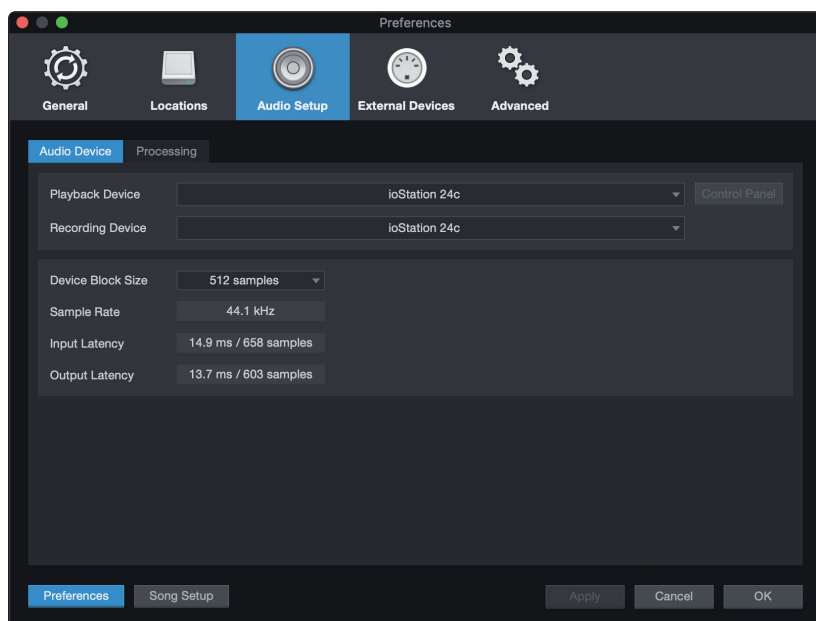 Preferences
General Locations Audio Setup External Devices Advanced
Audio Device Processing
Playback Device ioStation 24c Control Panel
Recording Device ioStation 24c
Device Block Size 512 samples
Sample Rate 44.1 kHz
Input Latency 14.9 ms / 658 samples
Output Latency 13.7 ms / 603 samples
Preferences Song Setup Apply Cancel OK